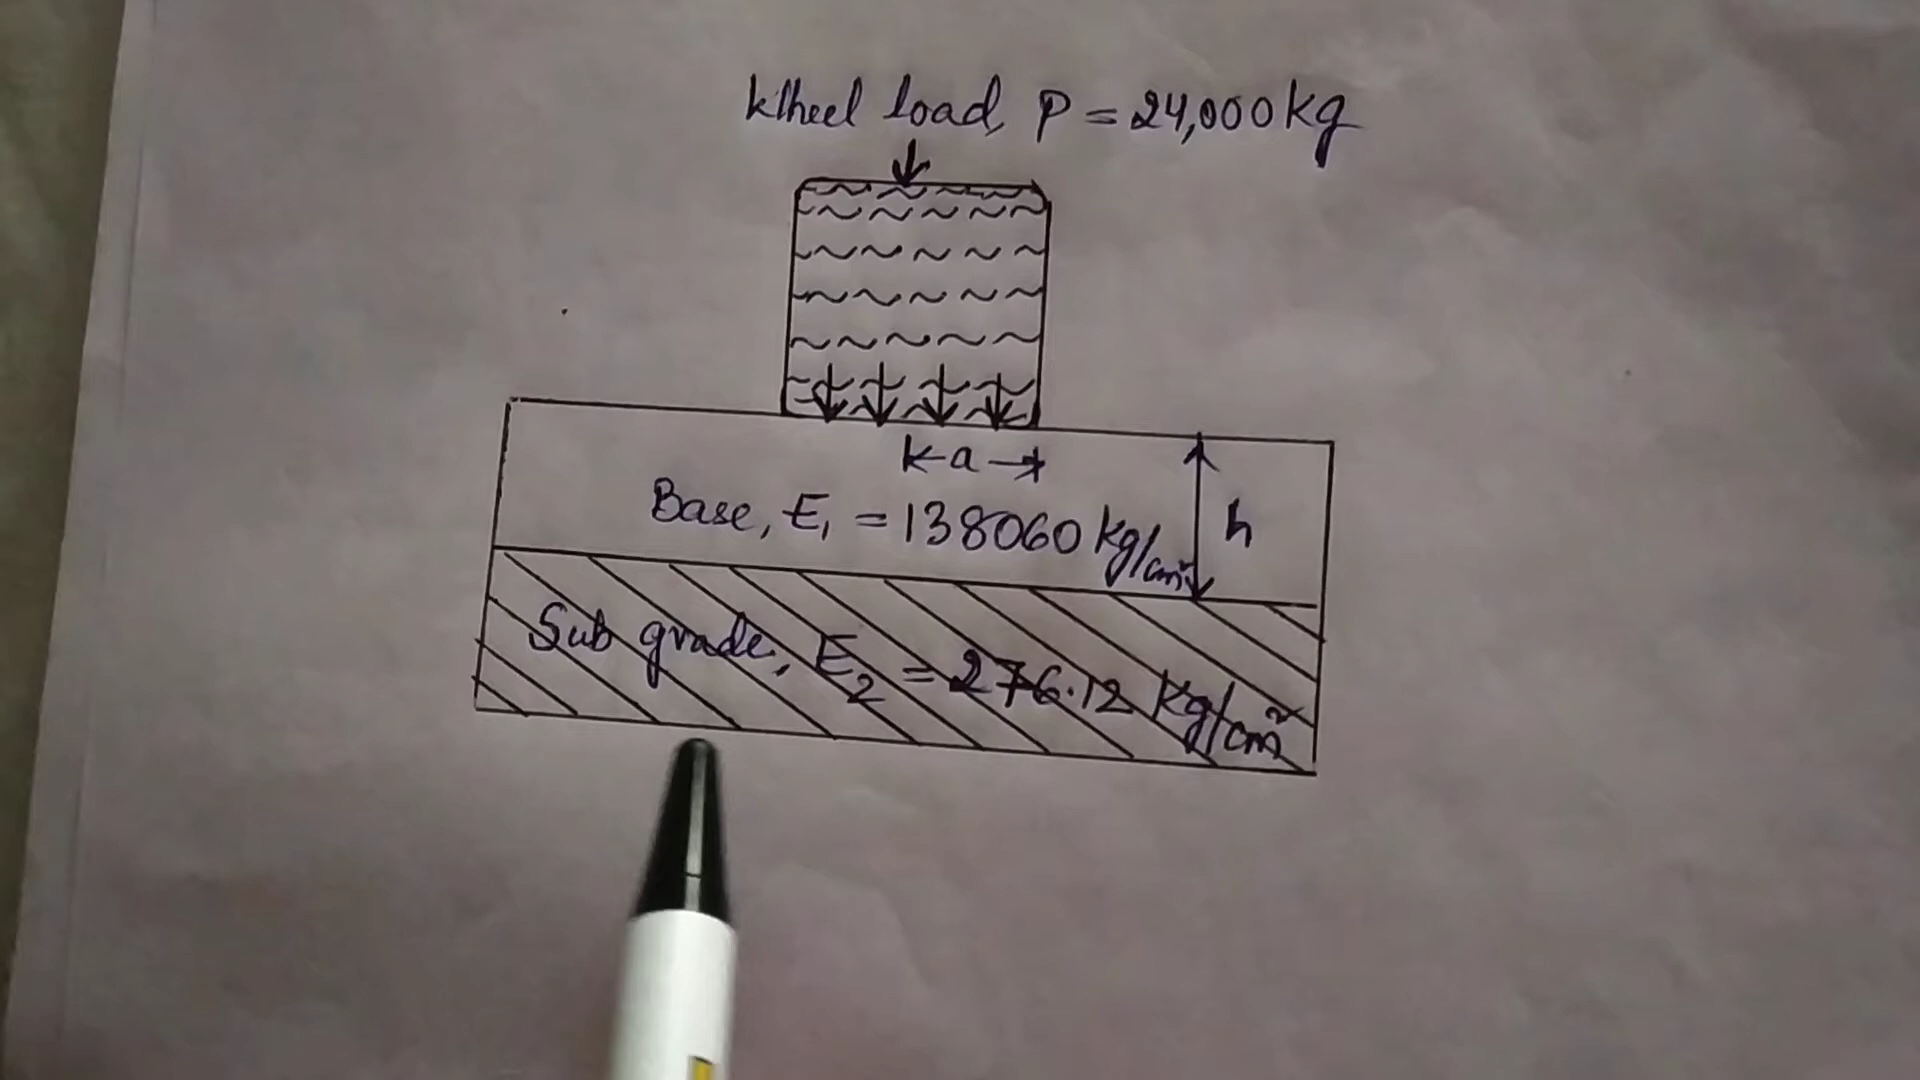 Wheel load, P = 24,000 kg
a
Base, E₁ = 138060 kg/cm²
h
Sub grade, E₂ = 276.12 kg/cm²